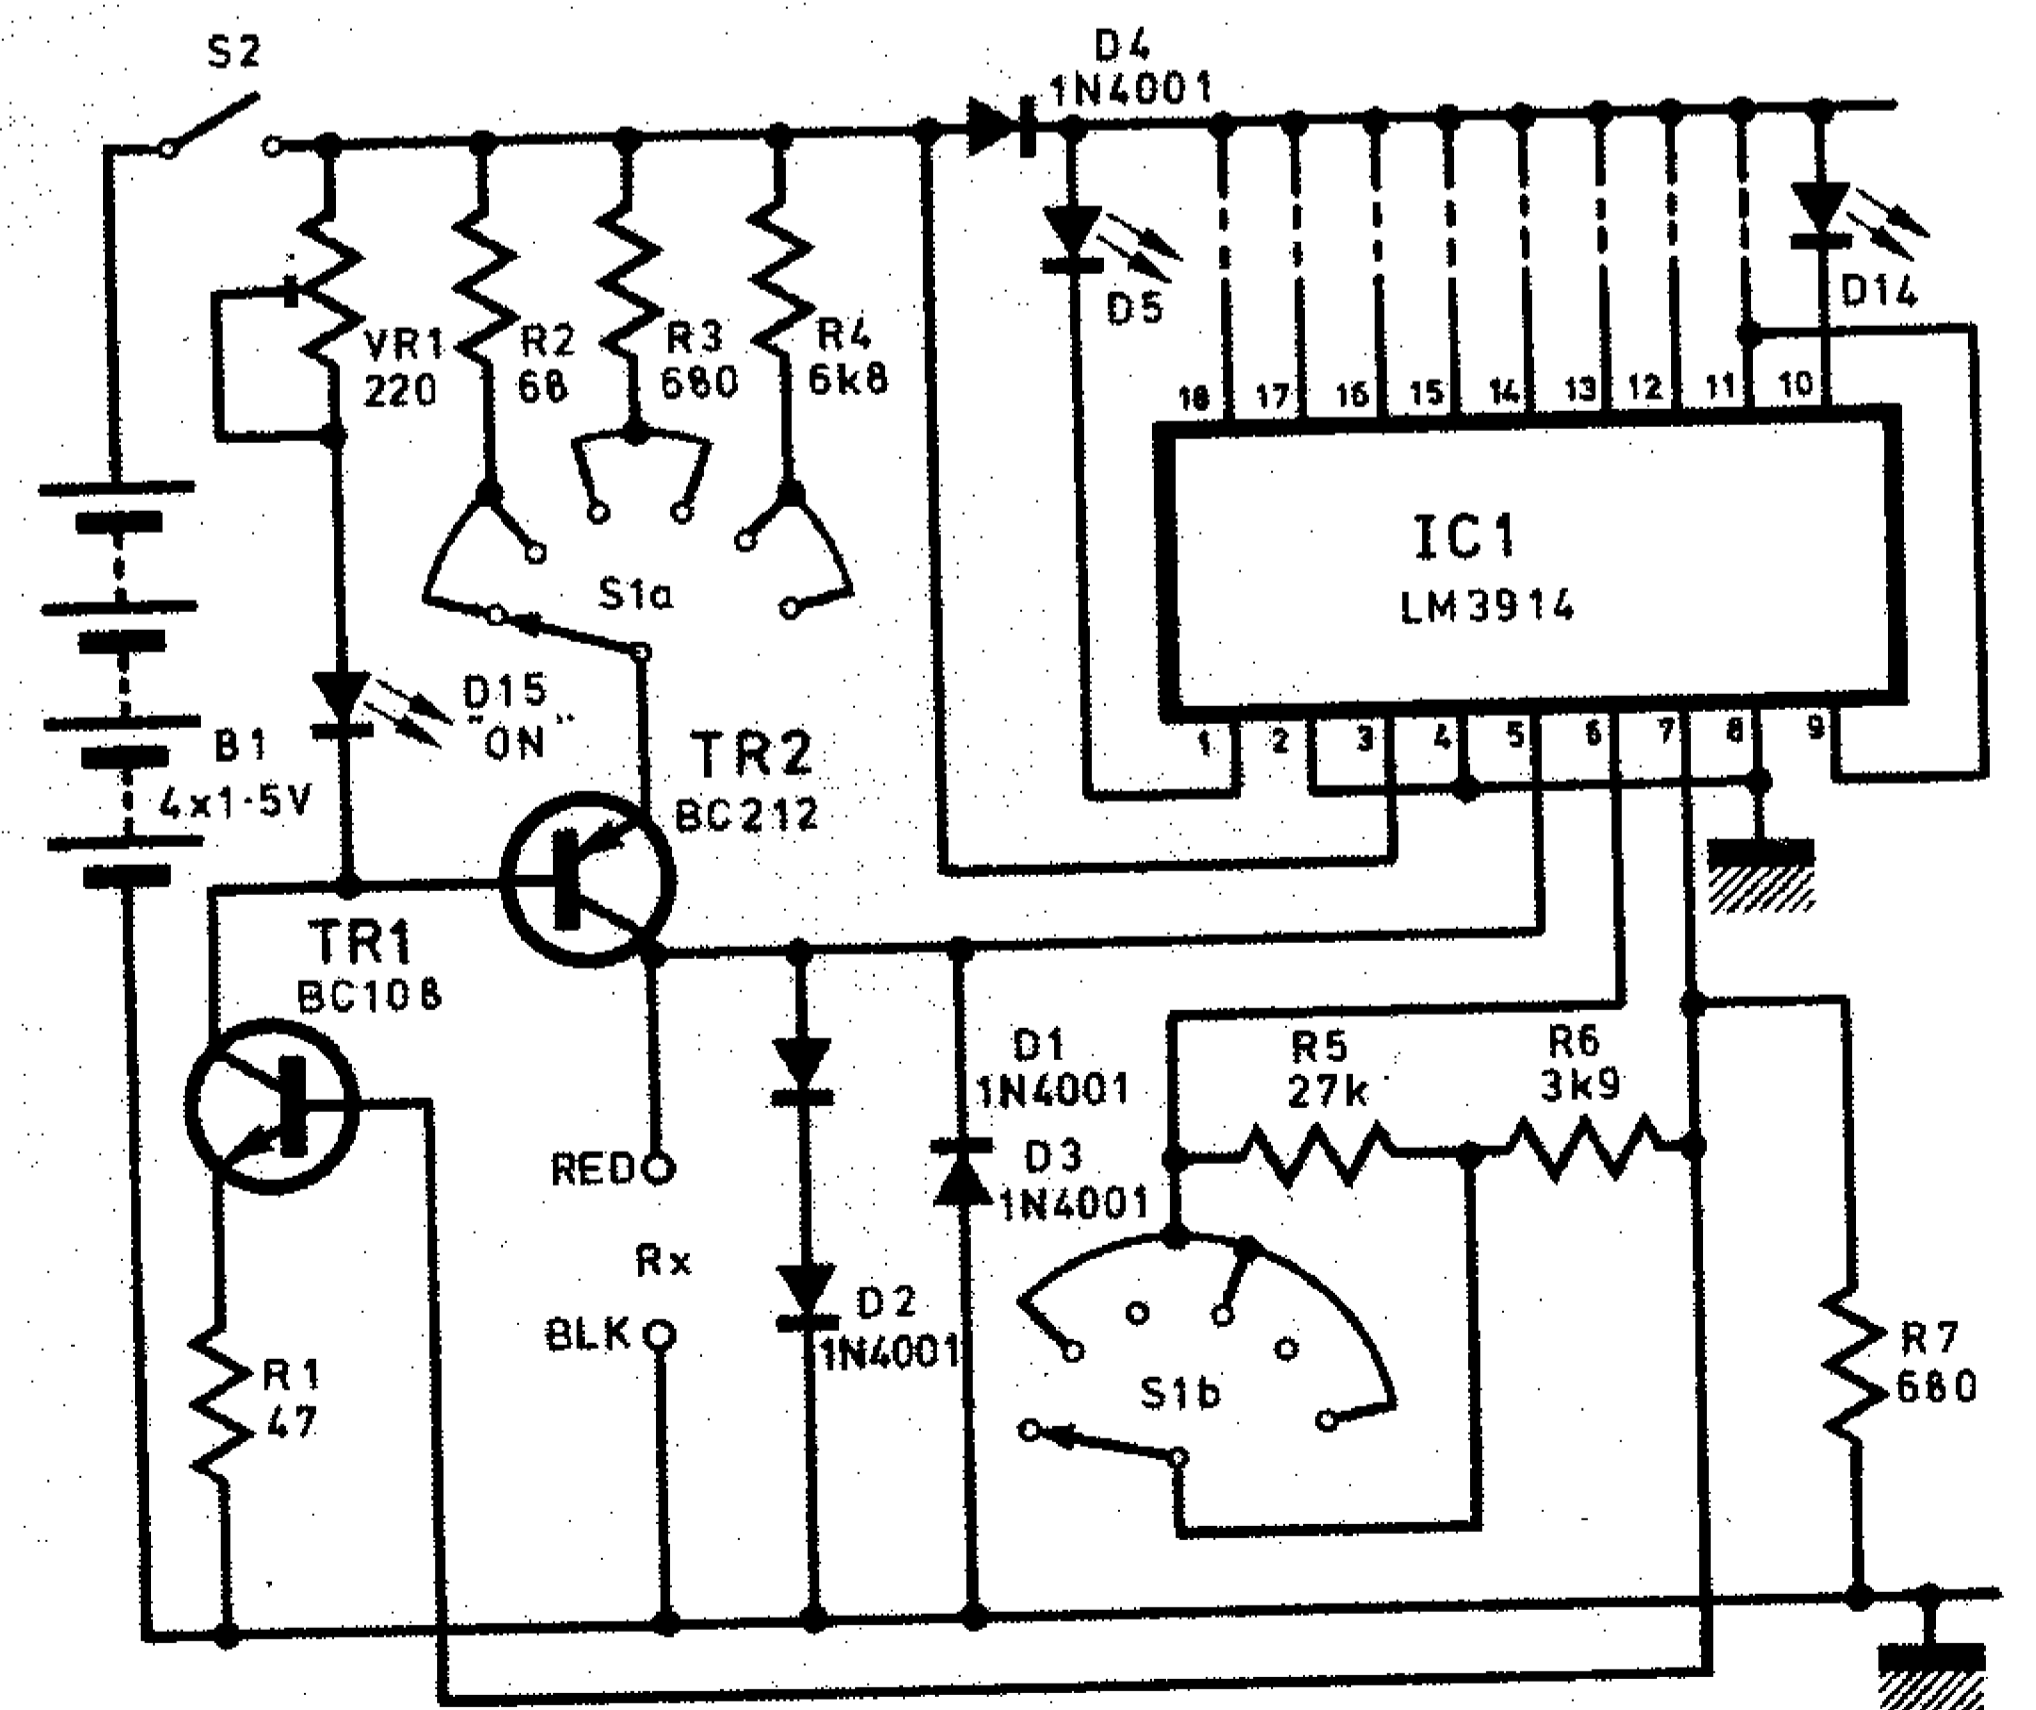 S2
D4
1N4001
D5
D14
VR1
220
R2
68
R3
680
R4
6k8
18 17 16 15 14 13 12 11 10
IC1
LM3914
S1a
D15
"ON"
B1
4x1·5V
TR2
BC212
1 2 3 4 5 6 7 8 9
TR1
BC108
D1
1N4001
R5
27k
R6
3k9
RED
D3
1N4001
Rx
BLK
D2
1N4001
S1b
R1
47
R7
680